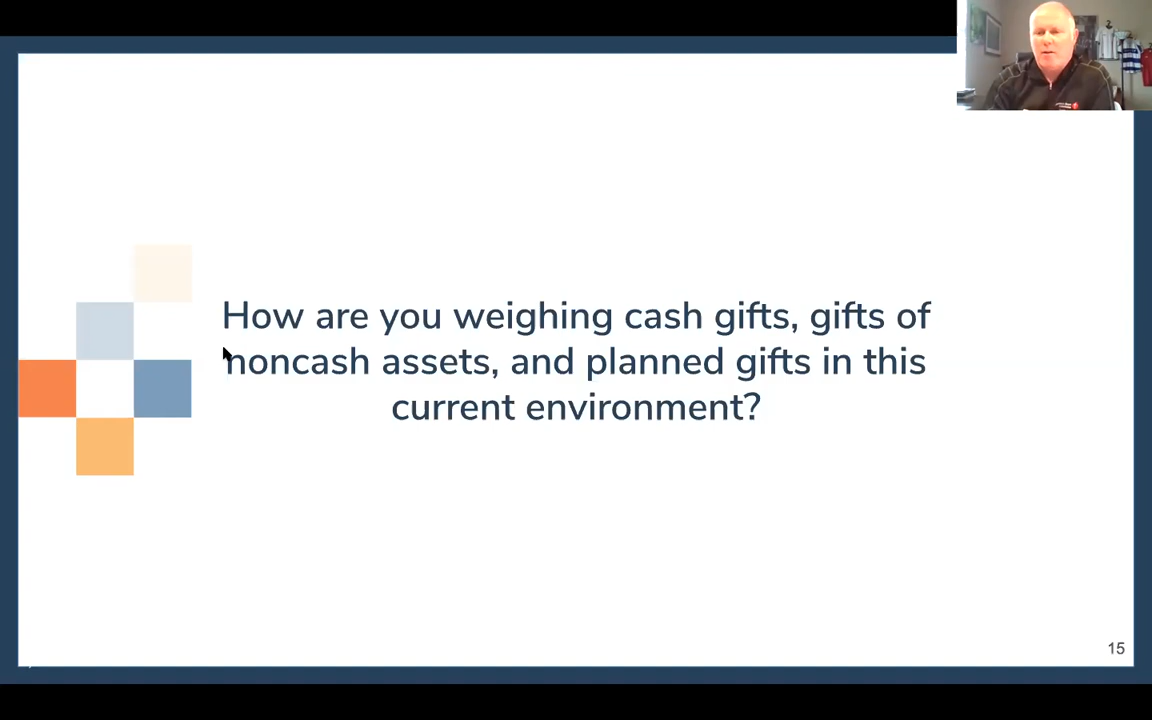 How are you weighing cash gifts, gifts of
noncash assets, and planned gifts in this
current environment?
15